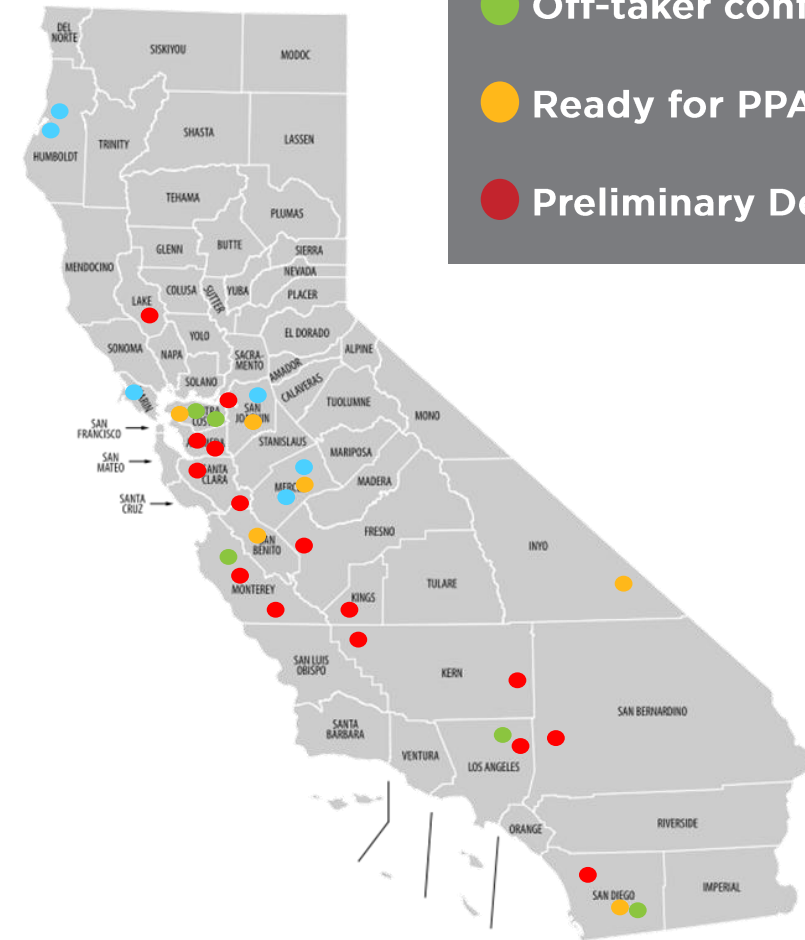 Off-taker conf
Ready for PPA
Preliminary De
DEL
NORTE
SISKIYOU
MODOC
HUMBOLDT
TRINITY
SHASTA
LASSEN
TEHAMA
PLUMAS
MENDOCINO
GLENN
BUTTE
SIERRA
NEVADA
LAKE
COLUSA
SUTTER
YUBA
PLACER
SONOMA
NAPA
YOLO
EL DORADO
SACRA-
MENTO
AMADOR
ALPINE
SOLANO
CALAVERAS
TUOLUMNE
MONO
SAN
FRANCISCO
SAN
STANISLAUS
MARIPOSA
SAN
MATEO
SANTA
CLARA
MADERA
SANTA
CRUZ
FRESNO
INYO
BENITO
TULARE
MONTEREY
KINGS
SAN LUIS
OBISPO
KERN
SAN BERNARDINO
SANTA
BARBARA
VENTURA
LOS ANGELES
ORANGE
RIVERSIDE
SAN DIEGO
IMPERIAL